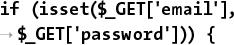 if (isset($_GET['email'],
→ $_GET['password'])) {